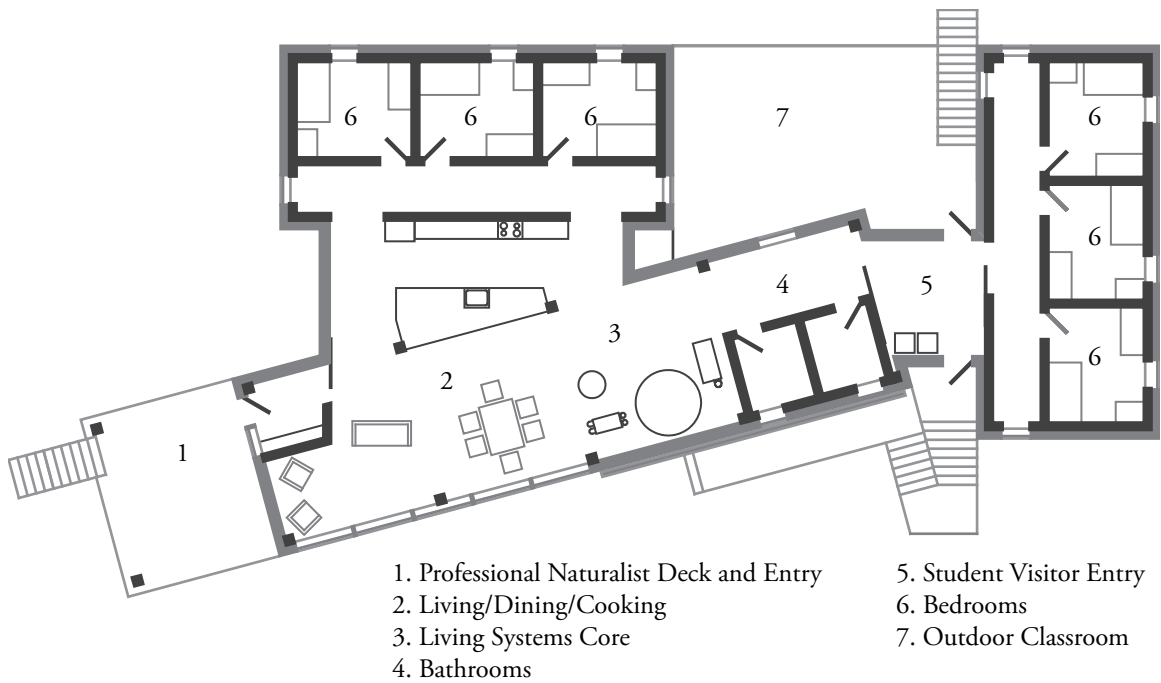 6 6 6 7 6
6
4 5
3
2
6
1
1. Professional Naturalist Deck and Entry
2. Living/Dining/Cooking
3. Living Systems Core
4. Bathrooms
5. Student Visitor Entry
6. Bedrooms
7. Outdoor Classroom